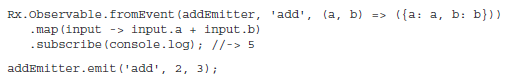 Rx.Observable.fromEvent(addEmitter, 'add', (a, b) => ({a: a, b: b}))
.map(input -> input.a + input.b)
.subscribe(console.log); //-> 5
addEmitter.emit('add', 2, 3);